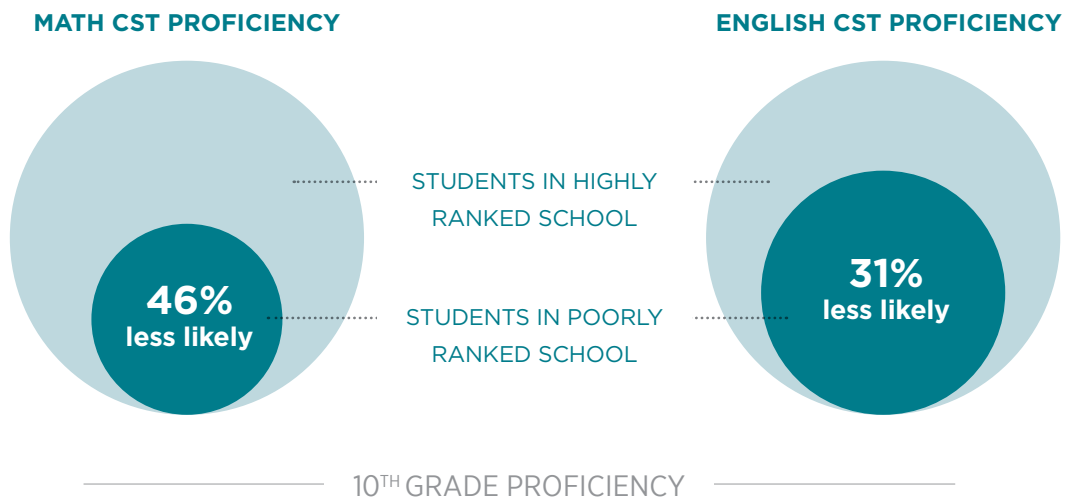 MATH CST PROFICIENCY
ENGLISH CST PROFICIENCY
STUDENTS IN HIGHLY
RANKED SCHOOL
46%
less likely
STUDENTS IN POORLY
RANKED SCHOOL
31%
less likely
10TH GRADE PROFICIENCY